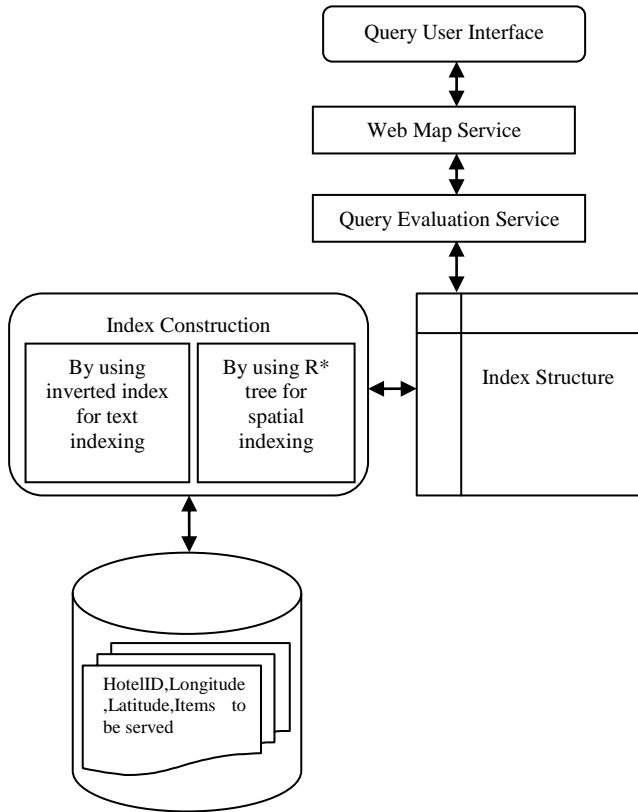 Query User Interface
Web Map Service
Query Evaluation Service
Index Construction
By using
inverted index
for text
indexing
By using R*
tree for
spatial
indexing
Index Structure
HotelID,Longitude
,Latitude,Items to
be served